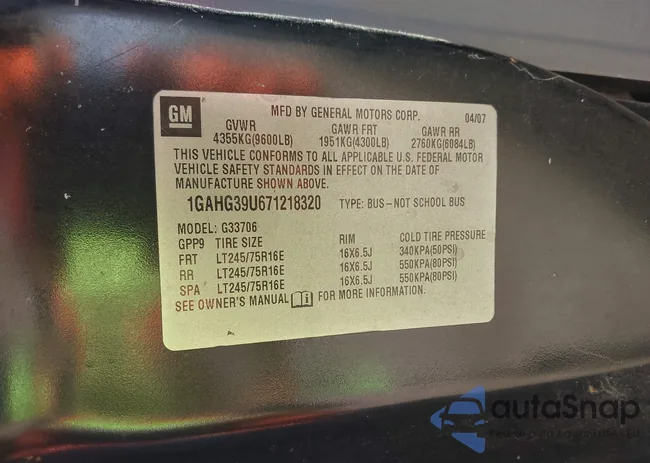 GM
MFD BY GENERAL MOTORS CORP. 04/07
GVWR GAWR FRT GAWR RR
4355KG(9600LB) 1951KG(4300LB) 2760KG(6084LB)
THIS VEHICLE CONFORMS TO ALL APPLICABLE U.S. FEDERAL MOTOR
VEHICLE SAFETY STANDARDS IN EFFECT ON THE DATE OF
MANUFACTURE SHOWN ABOVE.
1GAHG39U671218320 TYPE: BUS–NOT SCHOOL BUS
MODEL: G33706
GPP9 TIRE SIZE RIM COLD TIRE PRESSURE
FRT LT245/75R16E 16X6.5J 340KPA(50PSI)
RR LT245/75R16E 16X6.5J 550KPA(80PSI)
SPA LT245/75R16E 16X6.5J 550KPA(80PSI)
SEE OWNER'S MANUAL FOR MORE INFORMATION.
autaSnap